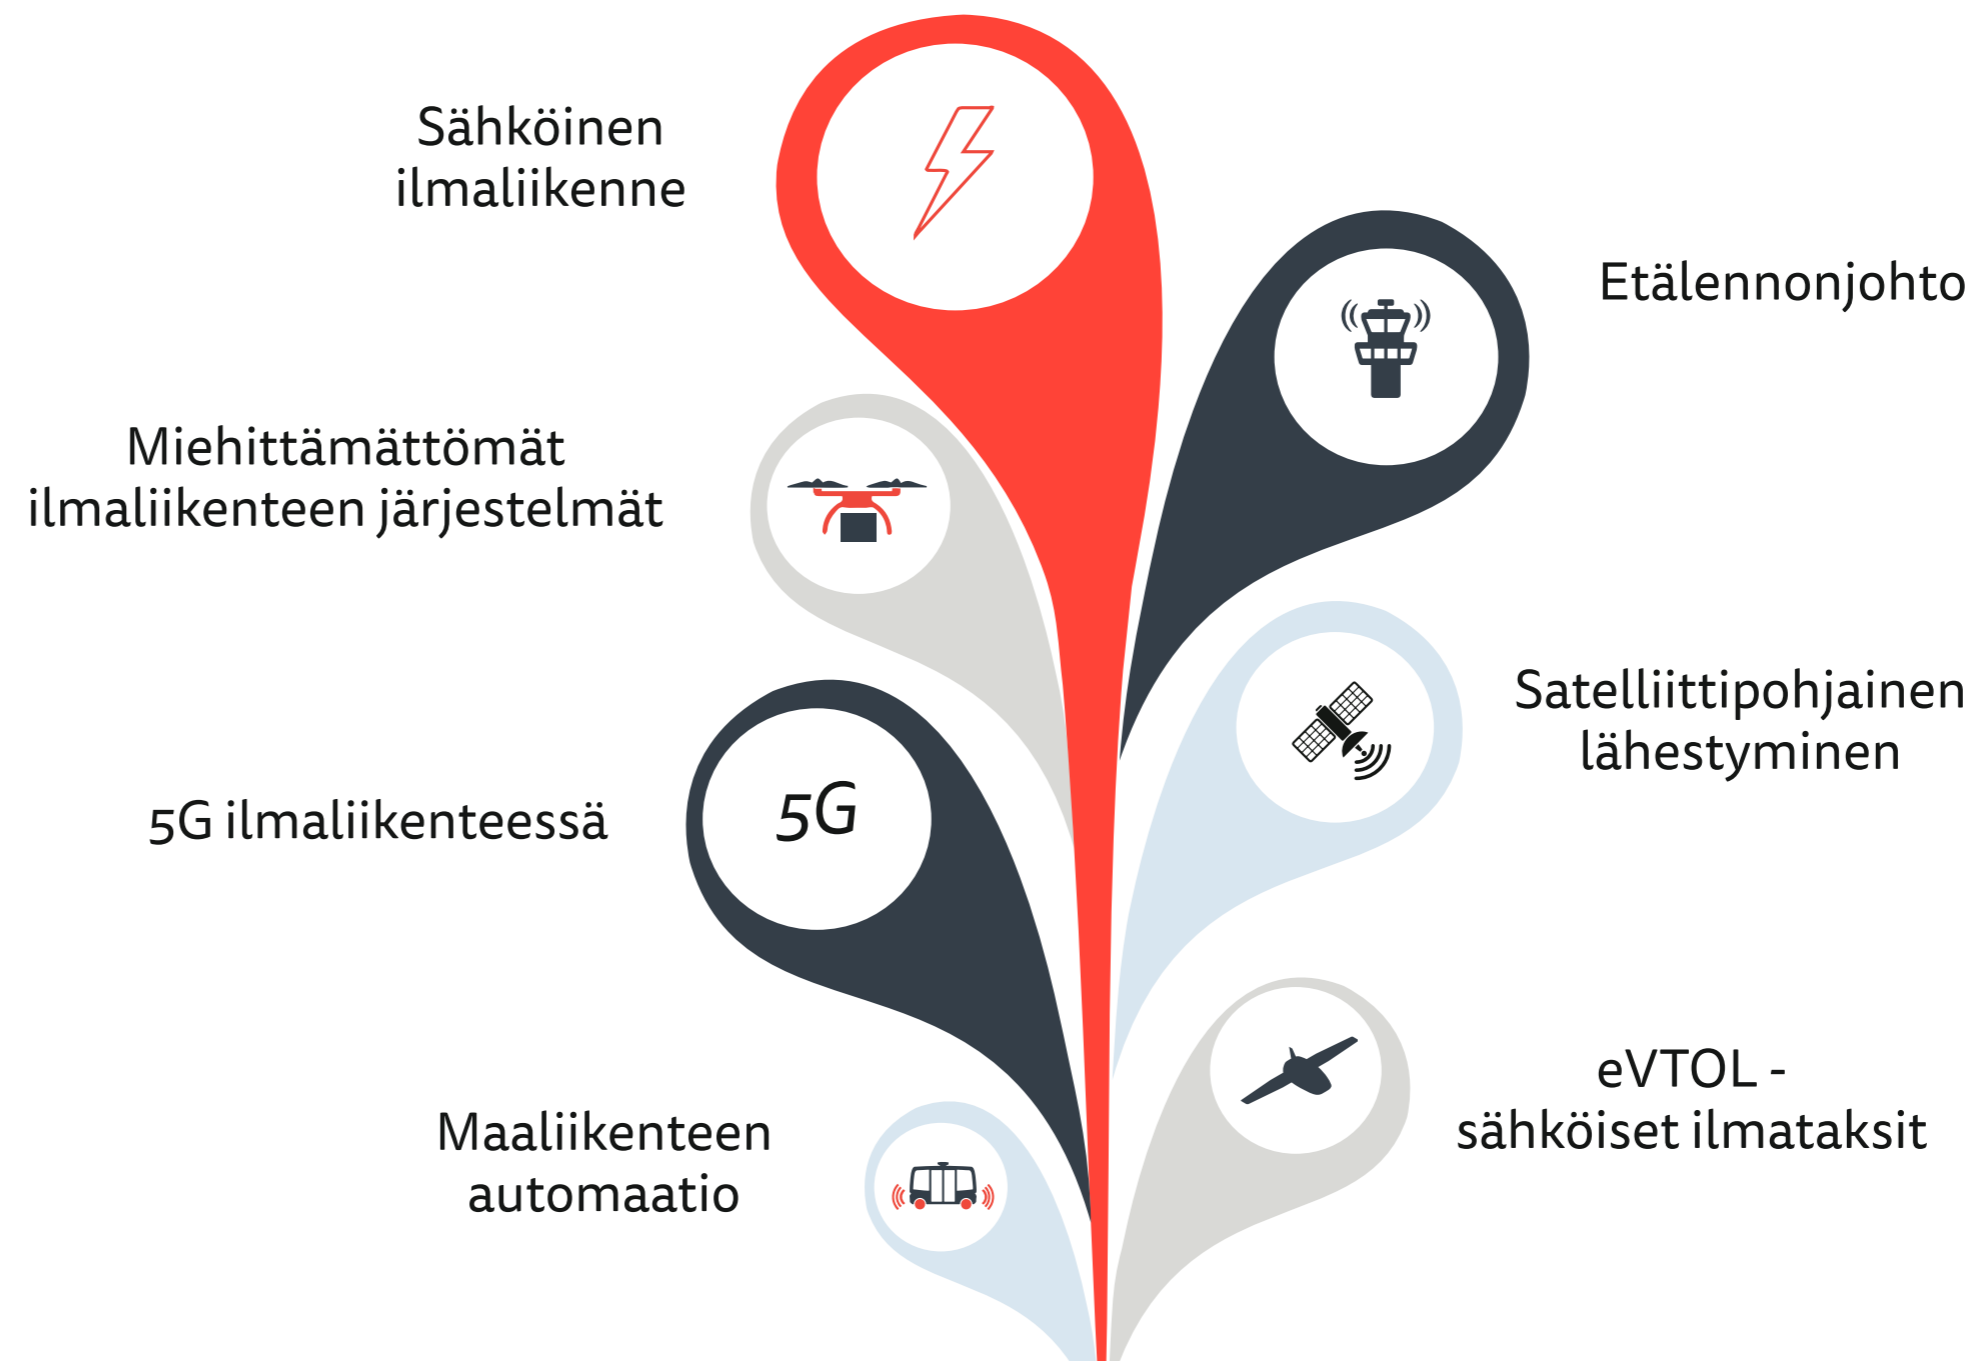 Sähköinen
ilmaliikenne
Etälennonjohto
Miehittämättömät
ilmaliikenteen järjestelmät
Satelliittipohjainen
lähestyminen
5G ilmaliikenteessä
5G
eVTOL -
sähköiset ilmataksit
Maaliikenteen
automaatio